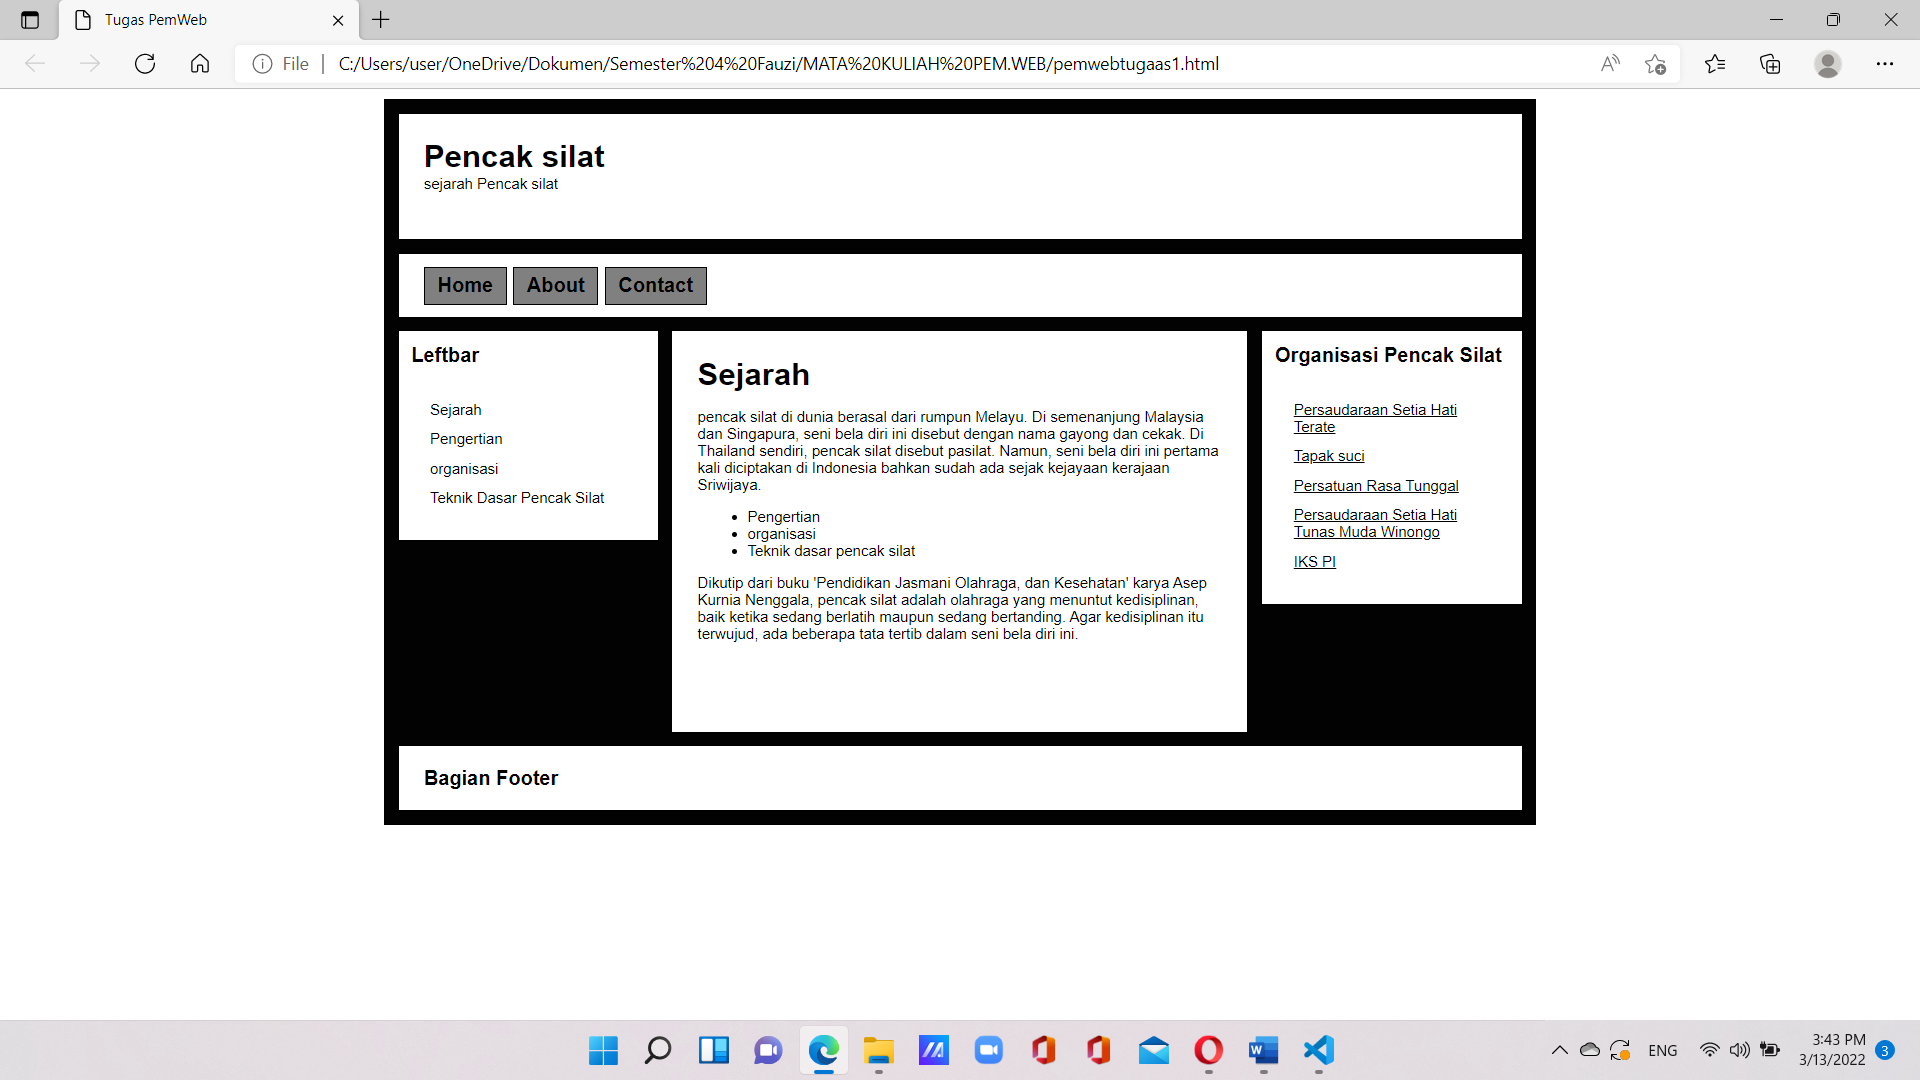 Tugas PemWeb
File
C:/Users/user/OneDrive/Dokumen/Semester%204%20Fauzi/MATA%20KULIAH%20PEM.WEB/pemwebtugaas1.html
Pencak silat
sejarah Pencak silat
Home About Contact
Leftbar
Sejarah
Pengertian
organisasi
Teknik Dasar Pencak Silat
Sejarah
pencak silat di dunia berasal dari rumpun Melayu. Di semenanjung Malaysia
dan Singapura, seni bela diri ini disebut dengan nama gayong dan cekak. Di
Thailand sendiri, pencak silat disebut pasilat. Namun, seni bela diri ini pertama
kali diciptakan di Indonesia bahkan sudah ada sejak kejayaan kerajaan
Sriwijaya.
• Pengertian
• organisasi
• Teknik dasar pencak silat
Dikutip dari buku 'Pendidikan Jasmani Olahraga, dan Kesehatan' karya Asep
Kurnia Nenggala, pencak silat adalah olahraga yang menuntut kedisiplinan,
baik ketika sedang berlatih maupun sedang bertanding. Agar kedisiplinan itu
terwujud, ada beberapa tata tertib dalam seni bela diri ini.
Organisasi Pencak Silat
Persaudaraan Setia Hati
Terate
Tapak suci
Persatuan Rasa Tunggal
Persaudaraan Setia Hati
Tunas Muda Winongo
IKS PI
Bagian Footer
ENG
3:43 PM
3/13/2022
3